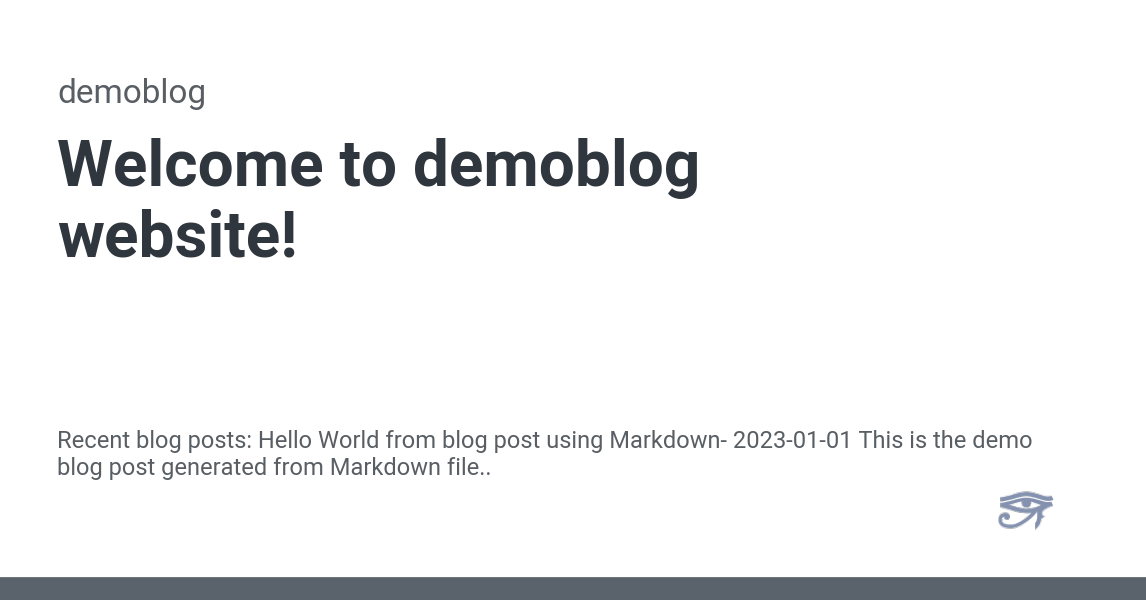 demoblog
Welcome to demoblog
website!
Recent blog posts: Hello World from blog post using Markdown- 2023-01-01 This is the demo
blog post generated from Markdown file..